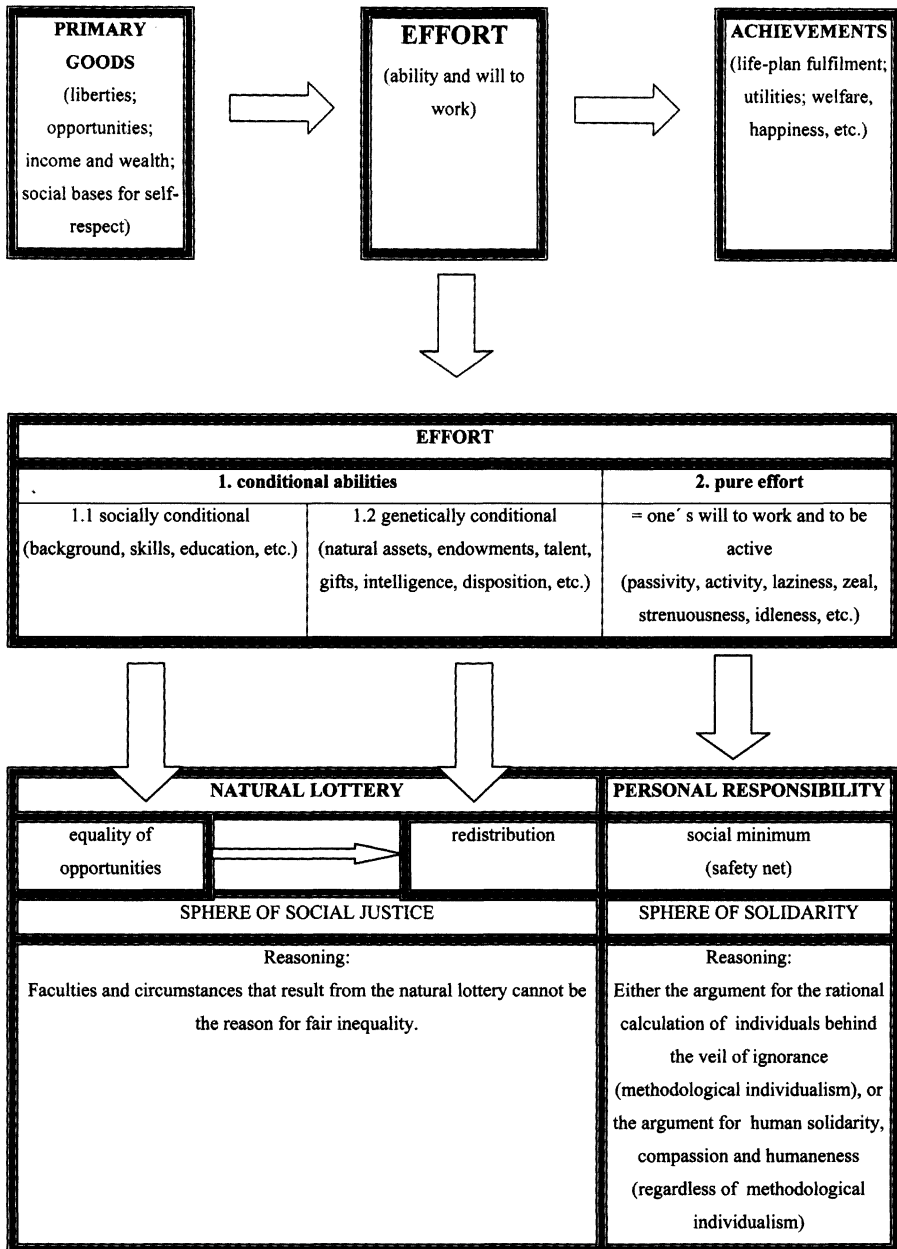 PRIMARY
GOODS
(liberties;
opportunities;
income and wealth;
social bases for self-
respect)
EFFORT
(ability and will to
work)
ACHIEVEMENTS
(life-plan fulfilment;
utilities; welfare,
happiness, etc.)
EFFORT
1. conditional abilities
2. pure effort
1.1 socially conditional
(background, skills, education, etc.)
1.2 genetically conditional
(natural assets, endowments, talent,
gifts, intelligence, disposition, etc.)
= one´ s will to work and to be
active
(passivity, activity, laziness, zeal,
strenuousness, idleness, etc.)
NATURAL LOTTERY
PERSONAL RESPONSIBILITY
equality of
opportunities
redistribution
social minimum
(safety net)
SPHERE OF SOCIAL JUSTICE
SPHERE OF SOLIDARITY
Reasoning:
Faculties and circumstances that result from the natural lottery cannot be
the reason for fair inequality.
Reasoning:
Either the argument for the rational
calculation of individuals behind
the veil of ignorance
(methodological individualism), or
the argument for human solidarity,
compassion and humaneness
(regardless of methodological
individualism)